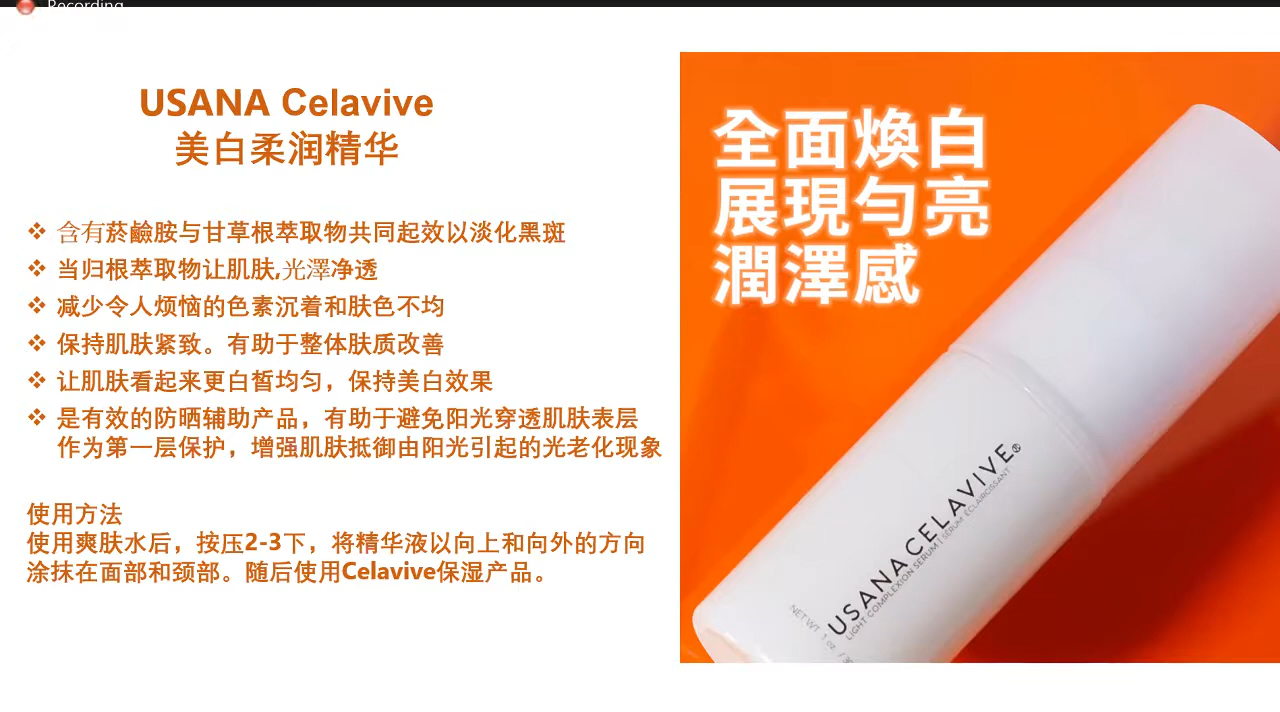 Recording
USANA Celavive
美白柔润精华
❖ 含有菸鹼胺与甘草根萃取物共同起效以淡化黑斑
❖ 当归根萃取物让肌肤,光澤净透
❖ 减少令人烦恼的色素沉着和肤色不均
❖ 保持肌肤紧致。有助于整体肤质改善
❖ 让肌肤看起来更白皙均匀，保持美白效果
❖ 是有效的防晒辅助产品，有助于避免阳光穿透肌肤表层
作为第一层保护，增强肌肤抵御由阳光引起的光老化现象
使用方法
使用爽肤水后，按压2-3下，将精华液以向上和向外的方向
涂抹在面部和颈部。随后使用Celavive保湿产品。
全面煥白
展現勻亮
潤澤感
USANA CELAVIVE®
LIGHT COMPLEXION SERUM | SÉRUM ÉCLAIRCISSANT
NET WT. 1 oz. /